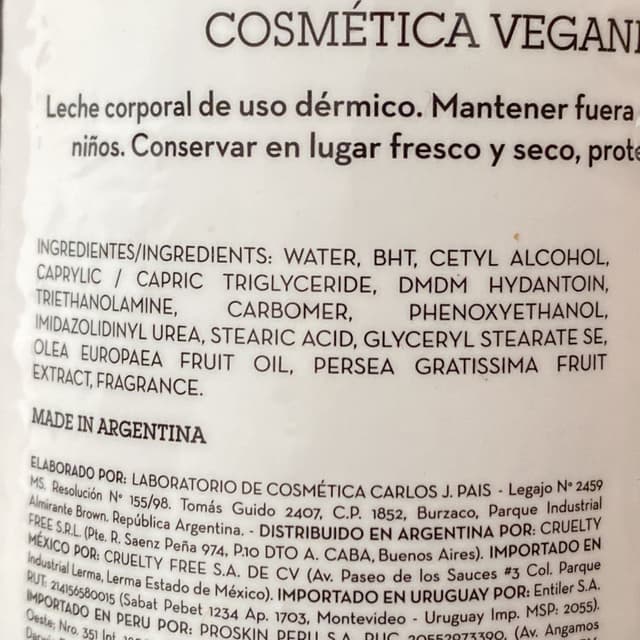 COSMÉTICA VEGAN
Leche corporal de uso dérmico. Mantener fuera
niños. Conservar en lugar fresco y seco, prote
INGREDIENTES/INGREDIENTS: WATER, BHT, CETYL ALCOHOL,
CAPRYLIC / CAPRIC TRIGLYCERIDE, DMDM HYDANTOIN,
TRIETHANOLAMINE, CARBOMER, PHENOXYETHANOL,
IMIDAZOLIDINYL UREA, STEARIC ACID, GLYCERYL STEARATE SE,
OLEA EUROPAEA FRUIT OIL, PERSEA GRATISSIMA FRUIT
EXTRACT, FRAGRANCE.
MADE IN ARGENTINA
ELABORADO POR: LABORATORIO DE COSMÉTICA CARLOS J. PAIS - Legajo N° 2459
MS. Resolución N° 155/98. Tomás Guido 2407, C.P. 1852, Burzaco, Parque Industrial
Almirante Brown. República Argentina. - DISTRIBUIDO EN ARGENTINA POR: CRUELTY
FREE S.R.L (Pte. R. Saenz Peña 974, P.10 DTO A. CABA, Buenos Aires). IMPORTADO EN
MÉXICO POR: CRUELTY FREE S.A. DE CV (Av. Paseo de los Sauces #3 Col. Parque
Industrial Lerma, Lerma Estado de México). IMPORTADO EN URUGUAY POR: Entiler S.A.
RUT: 214156580015 (Sabat Pebet 1234 Ap. 1703, Montevideo - Uruguay Imp. MSP: 2055).
IMPORTADO EN PERU POR: PROSKIN PERU S.A. RUC 20552973390, (Av. Angamos
Oeste: Nro. 351 Int.